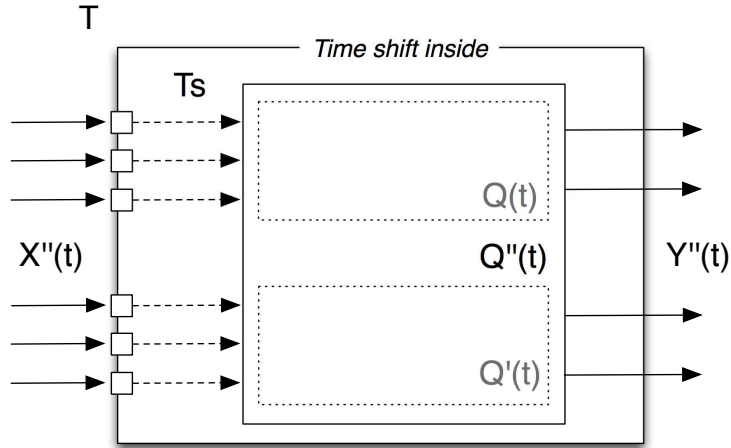 T
Time shift inside
Ts
Q(t)
X"(t)
Q"(t)
Y"(t)
Q'(t)